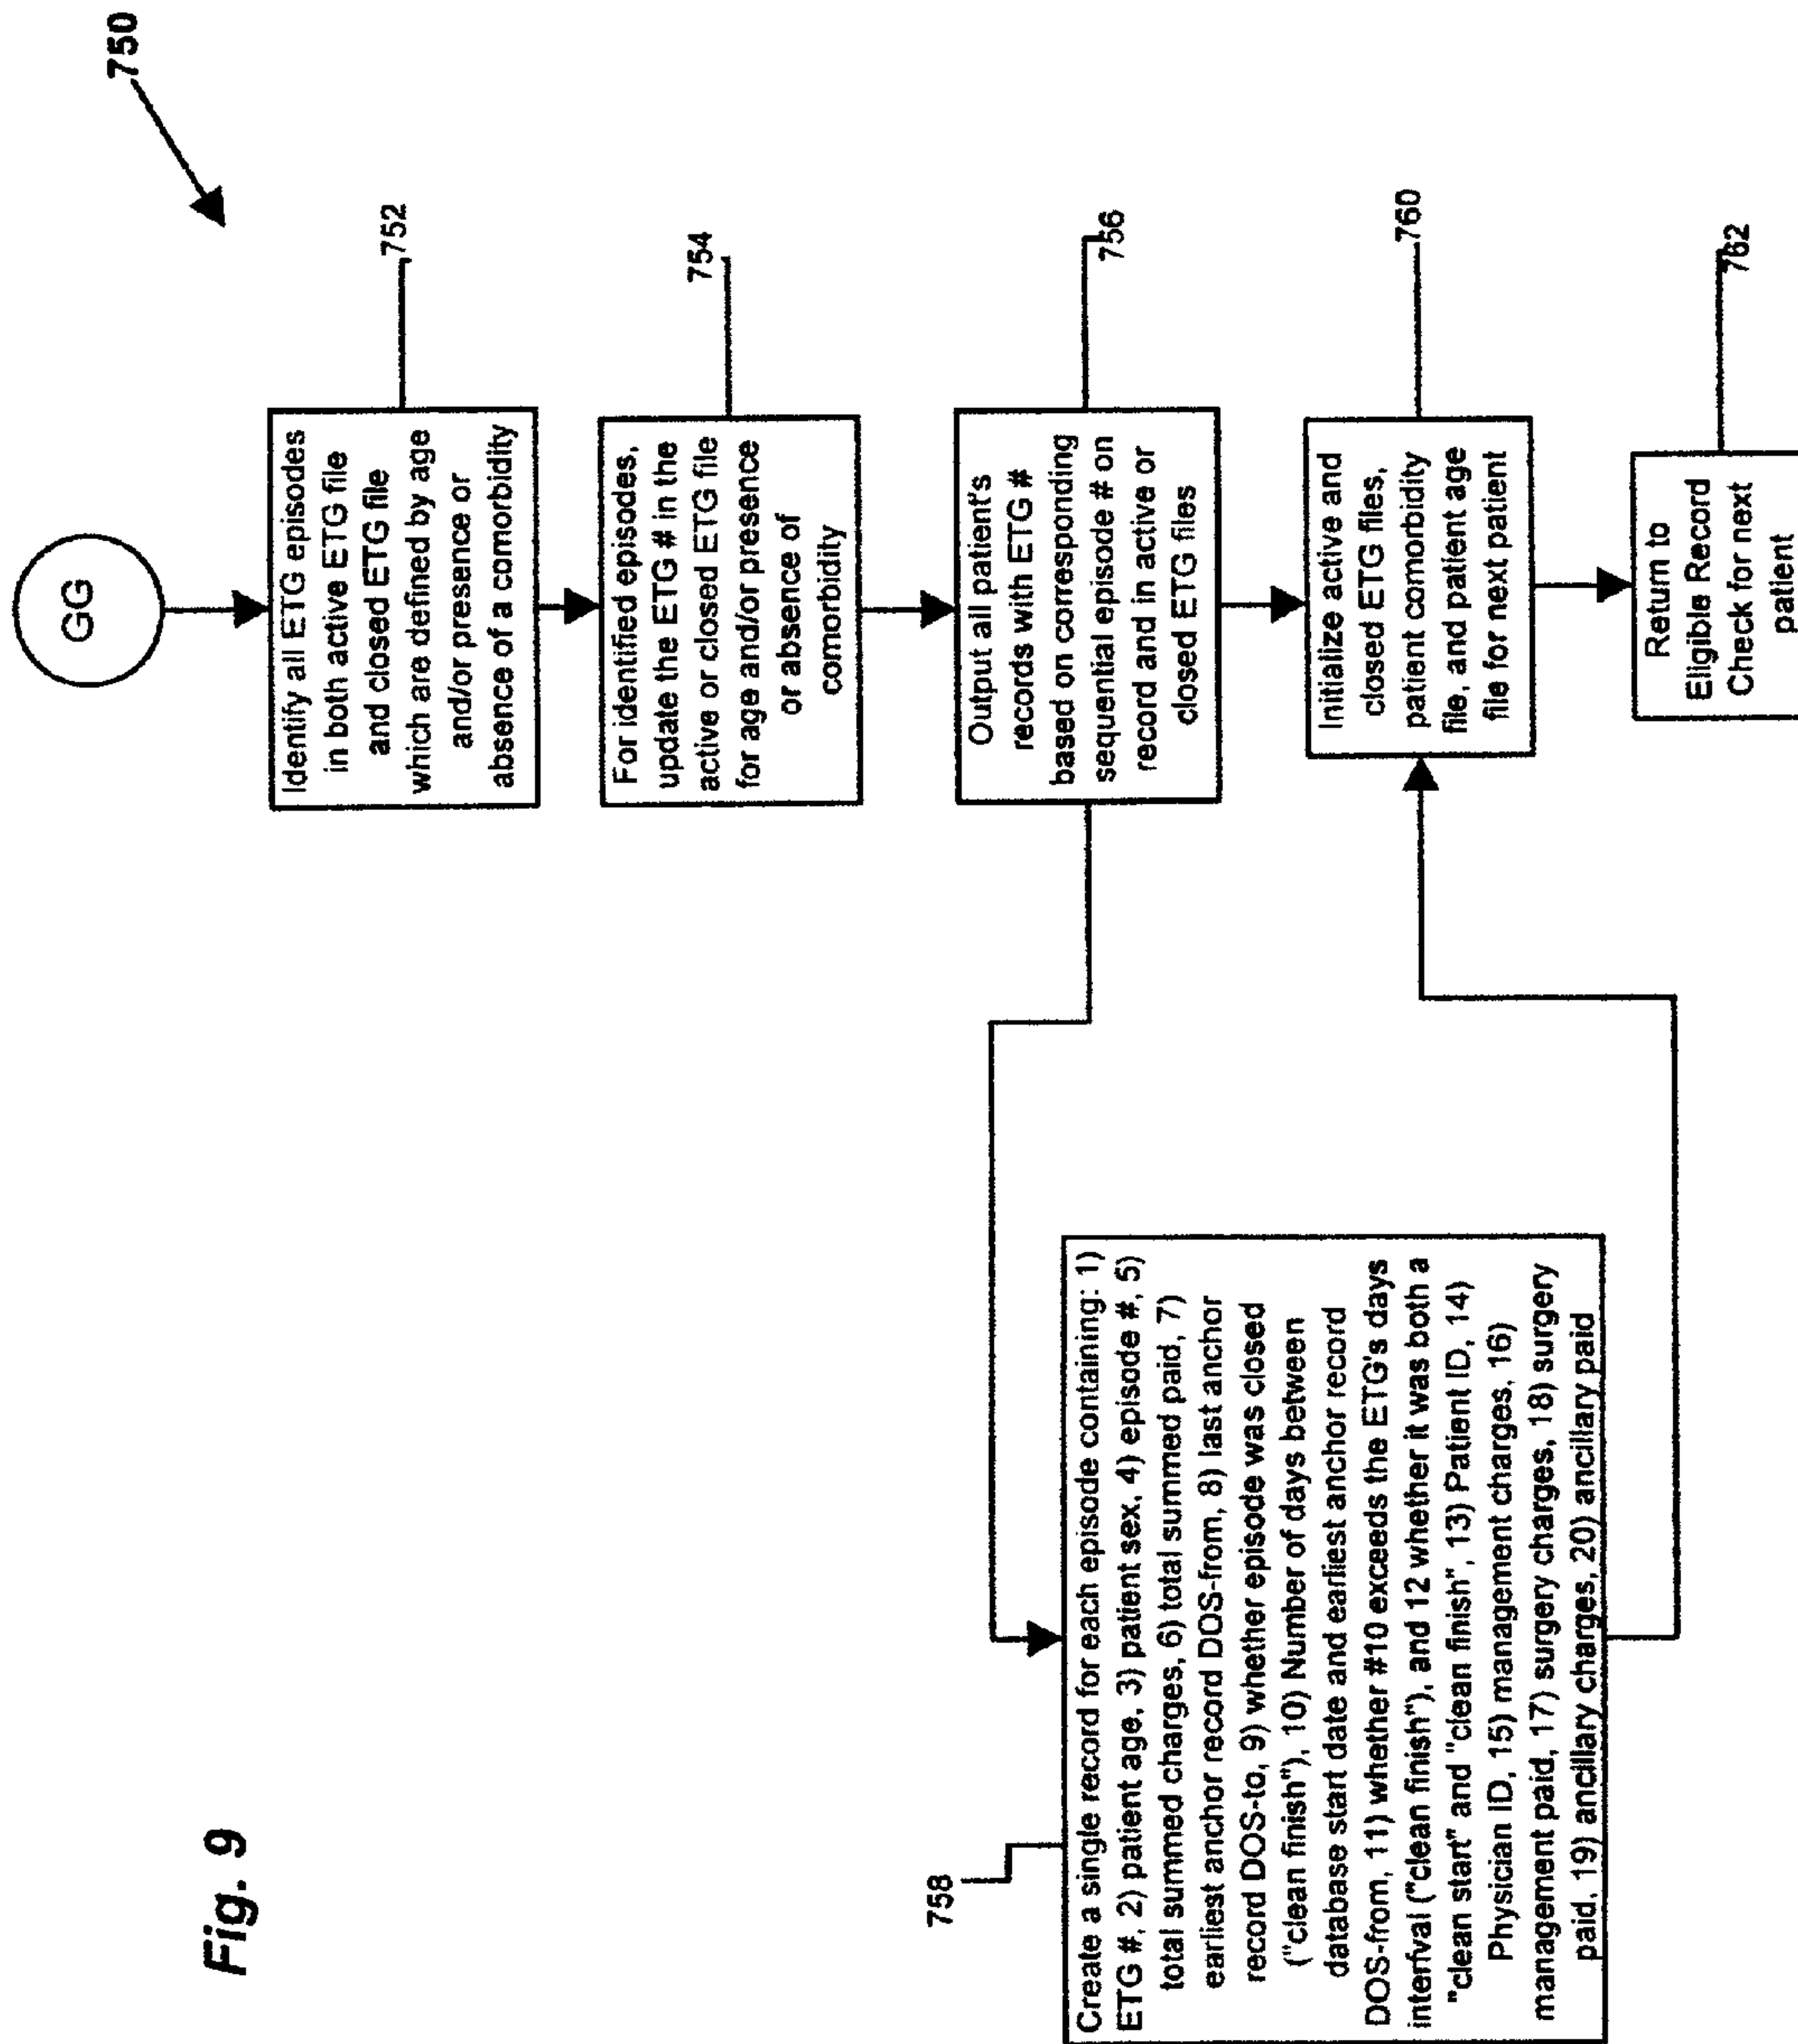 750
GG
Identify all ETG episodes
in both active ETG file
and closed ETG file
which are defined by age
and/or presence or
absence of a comorbidity
752
For identified episodes,
update the ETG # in the
active or closed ETG file
for age and/or presence
or absence of
comorbidity
754
Output all patient's
records with ETG #
based on corresponding
sequential episode # on
record and in active or
closed ETG files
756
Initialize active and
closed ETG files,
patient comorbidity
file, and patient age
file for next patient
760
Return to
Eligible Record
Check for next
patient
762
758
Create a single record for each episode containing: 1)
ETG #, 2) patient age, 3) patient sex, 4) episode #, 5)
total summed charges, 6) total summed paid, 7)
earliest anchor record DOS-from, 8) last anchor
record DOS-to, 9) whether episode was closed
("clean finish"), 10) Number of days between
database start date and earliest anchor record
DOS-from, 11) whether #10 exceeds the ETG's days
interfval ("clean finish"), and 12 whether it was both a
"clean start" and "clean finish", 13) Patient ID, 14)
Physician ID, 15) management charges, 16)
management paid, 17) surgery charges, 18) surgery
paid, 19) ancillary charges, 20) ancillary paid
Fig. 9